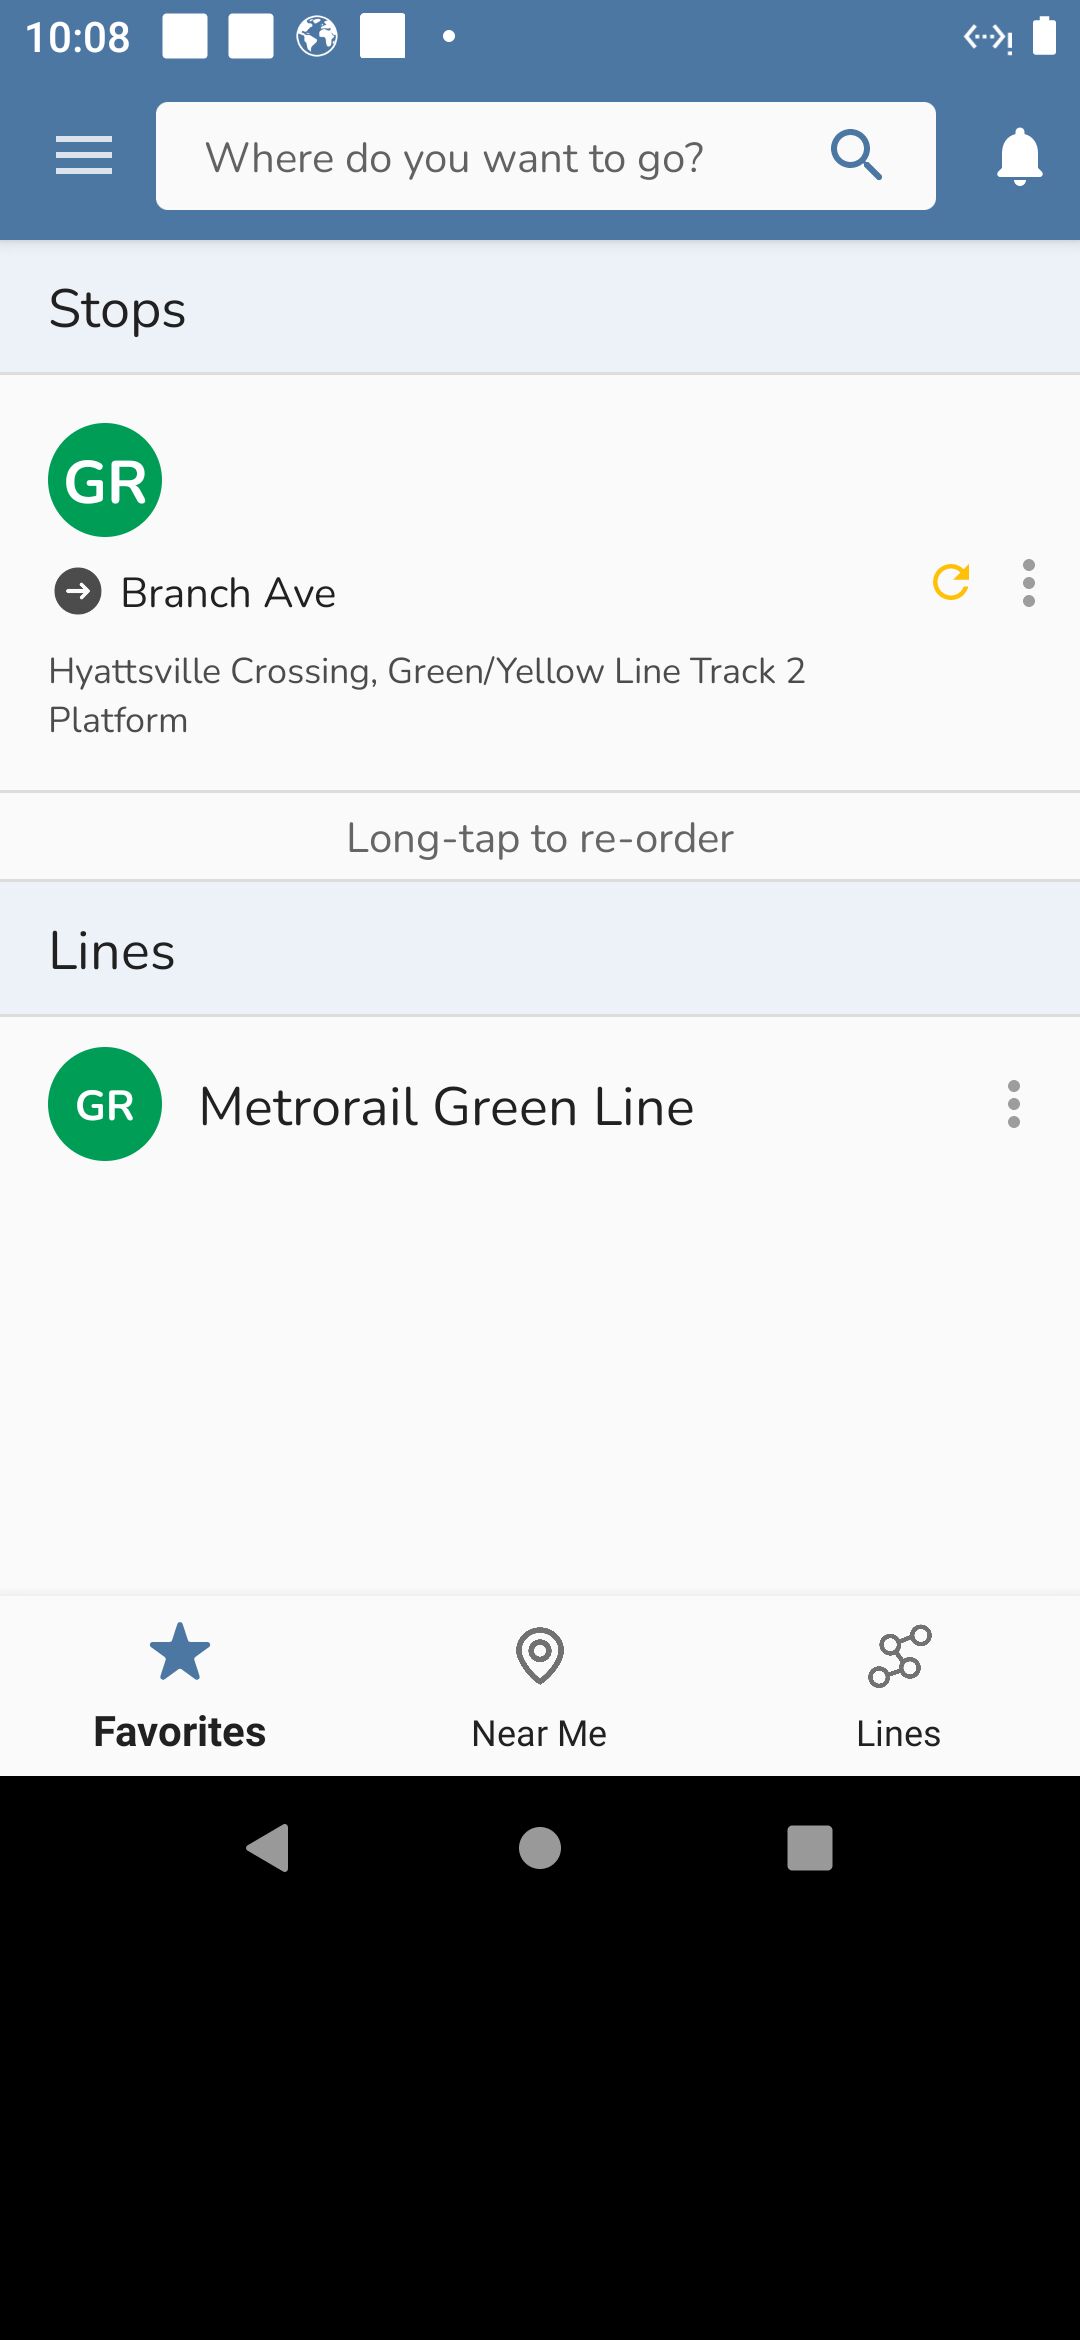 10:08
Where do you want to go?
Stops
GR
Branch Ave
Hyattsville Crossing, Green/Yellow Line Track 2
Platform
Long-tap to re-order
Lines
GR
Metrorail Green Line
Favorites
Near Me
Lines